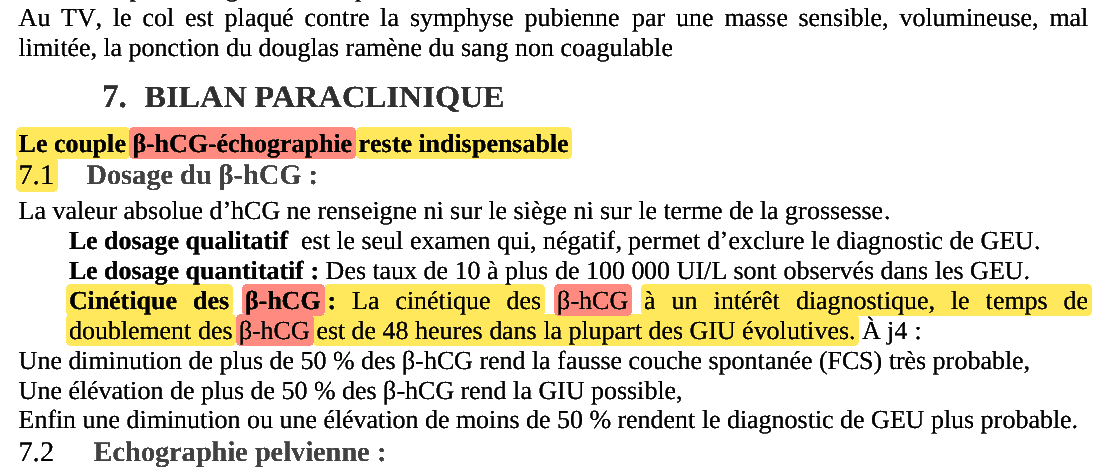 Au TV, le col est plaqué contre la symphyse pubienne par une masse sensible, volumineuse, mal
limitée, la ponction du douglas ramène du sang non coagulable
7. BILAN PARACLINIQUE
Le couple β-hCG-échographie reste indispensable
7.1 Dosage du β-hCG :
La valeur absolue d’hCG ne renseigne ni sur le siège ni sur le terme de la grossesse.
Le dosage qualitatif est le seul examen qui, négatif, permet d’exclure le diagnostic de GEU.
Le dosage quantitatif : Des taux de 10 à plus de 100 000 UI/L sont observés dans les GEU.
Cinétique des β-hCG : La cinétique des β-hCG à un intérêt diagnostique, le temps de
doublement des β-hCG est de 48 heures dans la plupart des GIU évolutives. À j4 :
Une diminution de plus de 50 % des β-hCG rend la fausse couche spontanée (FCS) très probable,
Une élévation de plus de 50 % des β-hCG rend la GIU possible,
Enfin une diminution ou une élévation de moins de 50 % rendent le diagnostic de GEU plus probable.
7.2 Echographie pelvienne :